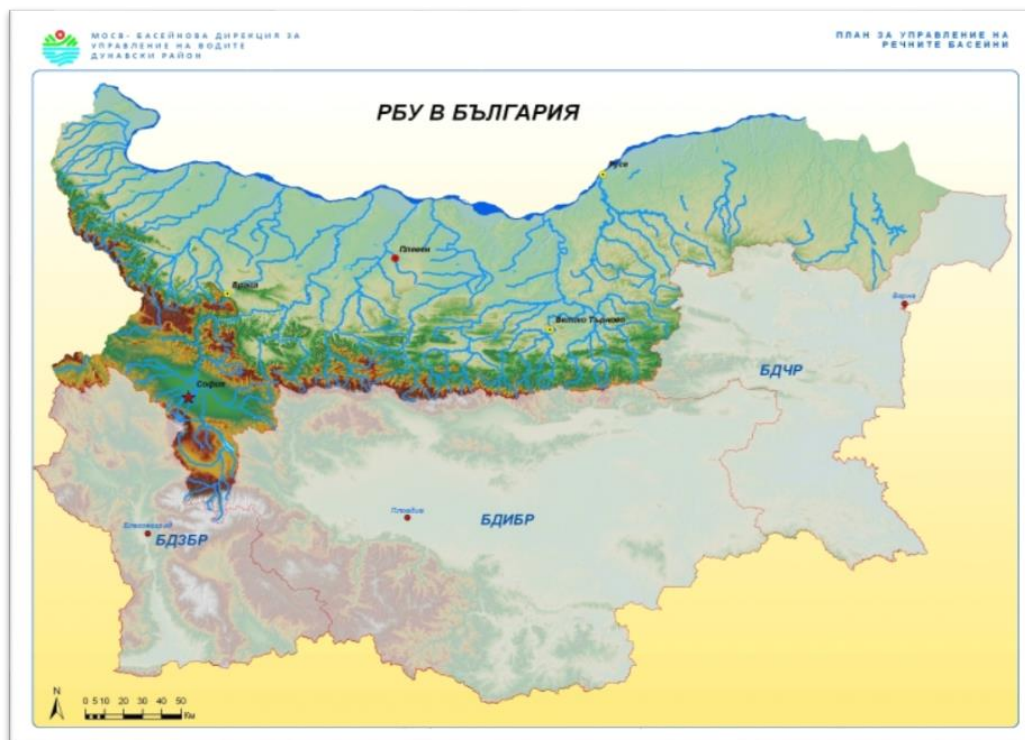 МОСВ- БАСЕЙНОВА ДИРЕКЦИЯ ЗА
УПРАВЛЕНИЕ НА ВОДИТЕ
ДУНАВСКИ РАЙОН
ПЛАН ЗА УПРАВЛЕНИЕ НА
РЕЧНИТЕ БАСЕЙНИ
РБУ В БЪЛГАРИЯ
Русе
Плевен
Враца
Велико Търново
Варна
БДЧР
София
Пловдив
БДИБР
Благоевград
БДЗБР
N
0 5 10 20 30 40 50
Км